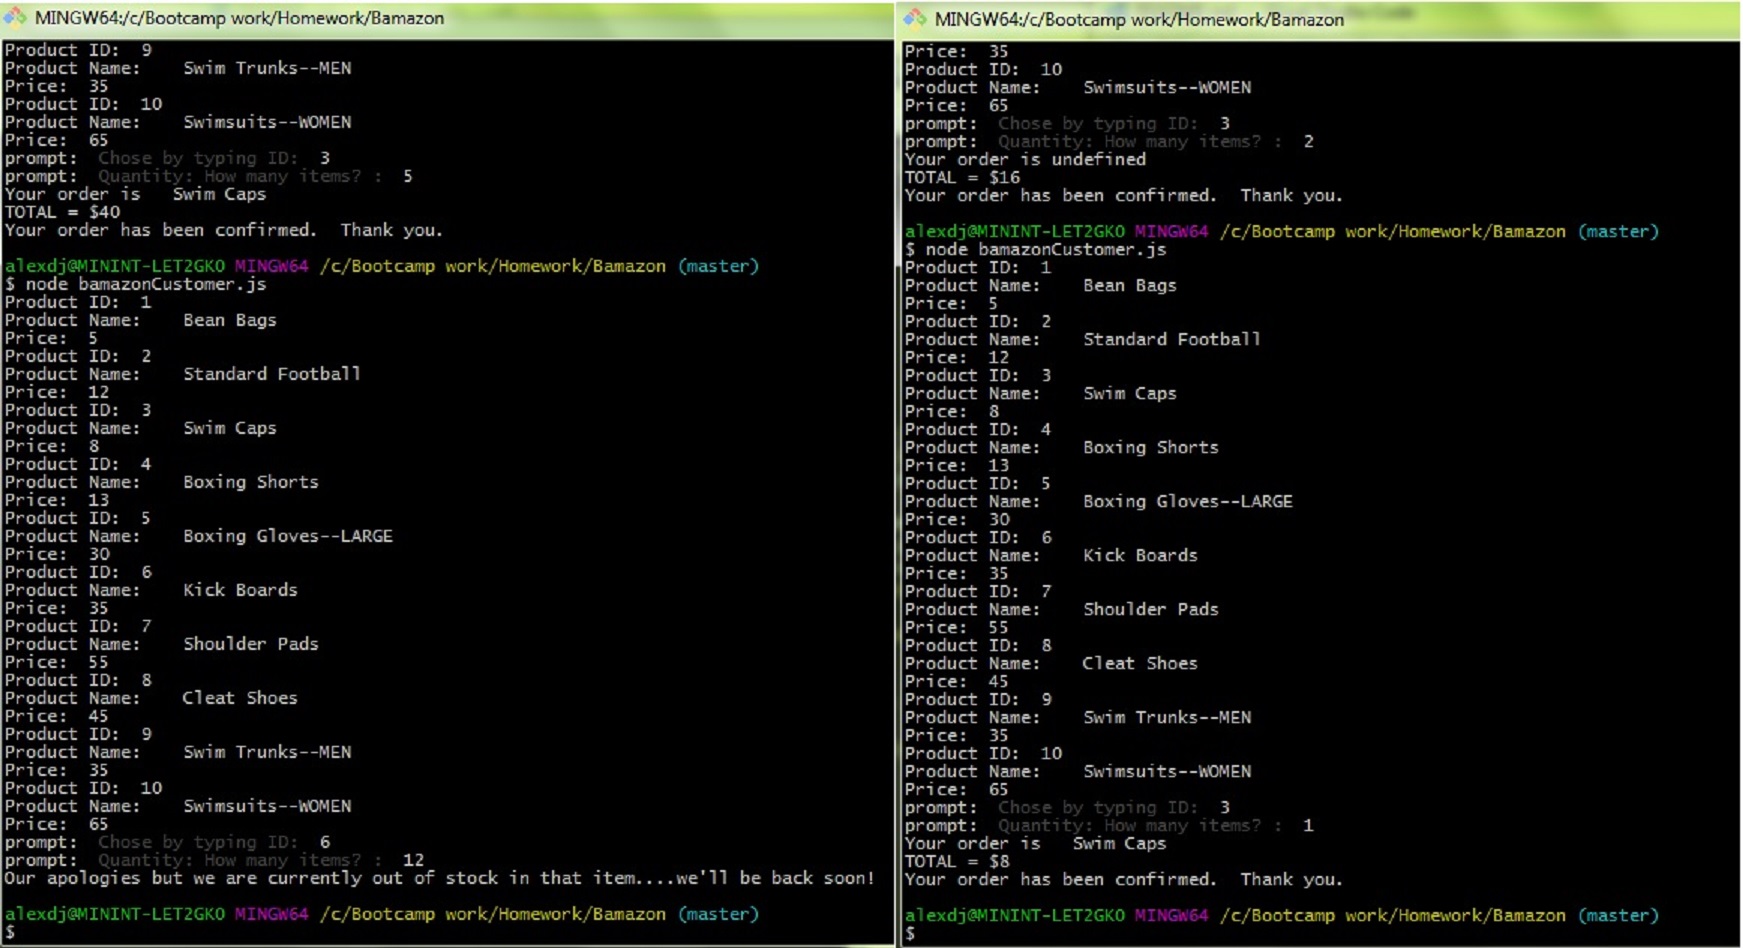 MINGW64:/c/Bootcamp work/Homework/Bamazon
Product ID:  9
Product Name:     Swim Trunks--MEN
Price:  35
Product ID:  10
Product Name:     Swimsuits--WOMEN
Price:  65
prompt:  Chose by typing ID:  3
prompt:  Quantity: How many items? :  5
Your order is    Swim Caps
TOTAL = $40
Your order has been confirmed.  Thank you.
alexdj@MININT-LET2GKO MINGW64 /c/Bootcamp work/Homework/Bamazon (master)
$ node bamazonCustomer.js
Product ID:  1
Product Name:     Bean Bags
Price:  5
Product ID:  2
Product Name:     Standard Football
Price:  12
Product ID:  3
Product Name:     Swim Caps
Price:  8
Product ID:  4
Product Name:     Boxing Shorts
Price:  13
Product ID:  5
Product Name:     Boxing Gloves--LARGE
Price:  30
Product ID:  6
Product Name:     Kick Boards
Price:  35
Product ID:  7
Product Name:     Shoulder Pads
Price:  55
Product ID:  8
Product Name:     Cleat Shoes
Price:  45
Product ID:  9
Product Name:     Swim Trunks--MEN
Price:  35
Product ID:  10
Product Name:     Swimsuits--WOMEN
Price:  65
prompt:  Chose by typing ID:  6
prompt:  Quantity: How many items? :  12
Our apologies but we are currently out of stock in that item....we'll be back soon!
alexdj@MININT-LET2GKO MINGW64 /c/Bootcamp work/Homework/Bamazon (master)
$
MINGW64:/c/Bootcamp work/Homework/Bamazon
Price:  35
Product ID:  10
Product Name:     Swimsuits--WOMEN
Price:  65
prompt:  Chose by typing ID:  3
prompt:  Quantity: How many items? :  2
Your order is undefined
TOTAL = $16
Your order has been confirmed.  Thank you.
alexdj@MININT-LET2GKO MINGW64 /c/Bootcamp work/Homework/Bamazon (master)
$ node bamazonCustomer.js
Product ID:  1
Product Name:     Bean Bags
Price:  5
Product ID:  2
Product Name:     Standard Football
Price:  12
Product ID:  3
Product Name:     Swim Caps
Price:  8
Product ID:  4
Product Name:     Boxing Shorts
Price:  13
Product ID:  5
Product Name:     Boxing Gloves--LARGE
Price:  30
Product ID:  6
Product Name:     Kick Boards
Price:  35
Product ID:  7
Product Name:     Shoulder Pads
Price:  55
Product ID:  8
Product Name:     Cleat Shoes
Price:  45
Product ID:  9
Product Name:     Swim Trunks--MEN
Price:  35
Product ID:  10
Product Name:     Swimsuits--WOMEN
Price:  65
prompt:  Chose by typing ID:  3
prompt:  Quantity: How many items? :  1
Your order is    Swim Caps
TOTAL = $8
Your order has been confirmed.  Thank you.
alexdj@MININT-LET2GKO MINGW64 /c/Bootcamp work/Homework/Bamazon (master)
$